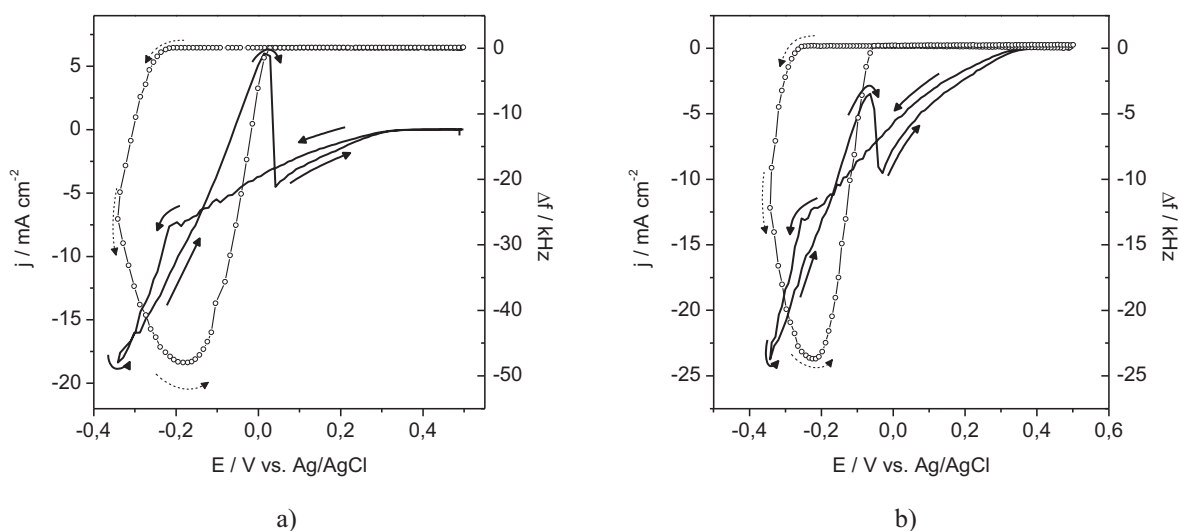 5
0
-5
-10
-15
-20
j / mA cm-2
0
-10
-20
-30
-40
-50
Δf / kHz
-0,4 -0,2 0,0 0,2 0,4
E / V vs. Ag/AgCl
a)
0
-5
-10
-15
-20
-25
j / mA cm-2
0
-5
-10
-15
-20
-25
Δf / kHz
-0,4 -0,2 0,0 0,2 0,4 0,6
E / V vs. Ag/AgCl
b)